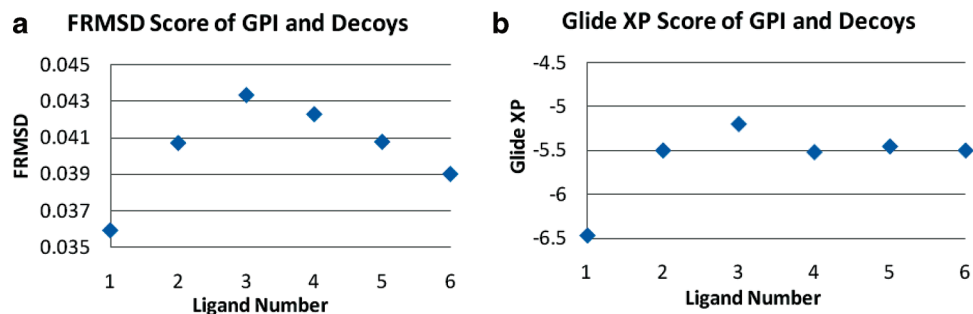 a
FRMSD Score of GPI and Decoys
0.045
0.043
0.041
0.039
0.037
0.035
FRMSD
1 2 3 4 5 6
Ligand Number
b
Glide XP Score of GPI and Decoys
-4.5
-5
-5.5
-6
-6.5
Glide XP
1 2 3 4 5 6
Ligand Number